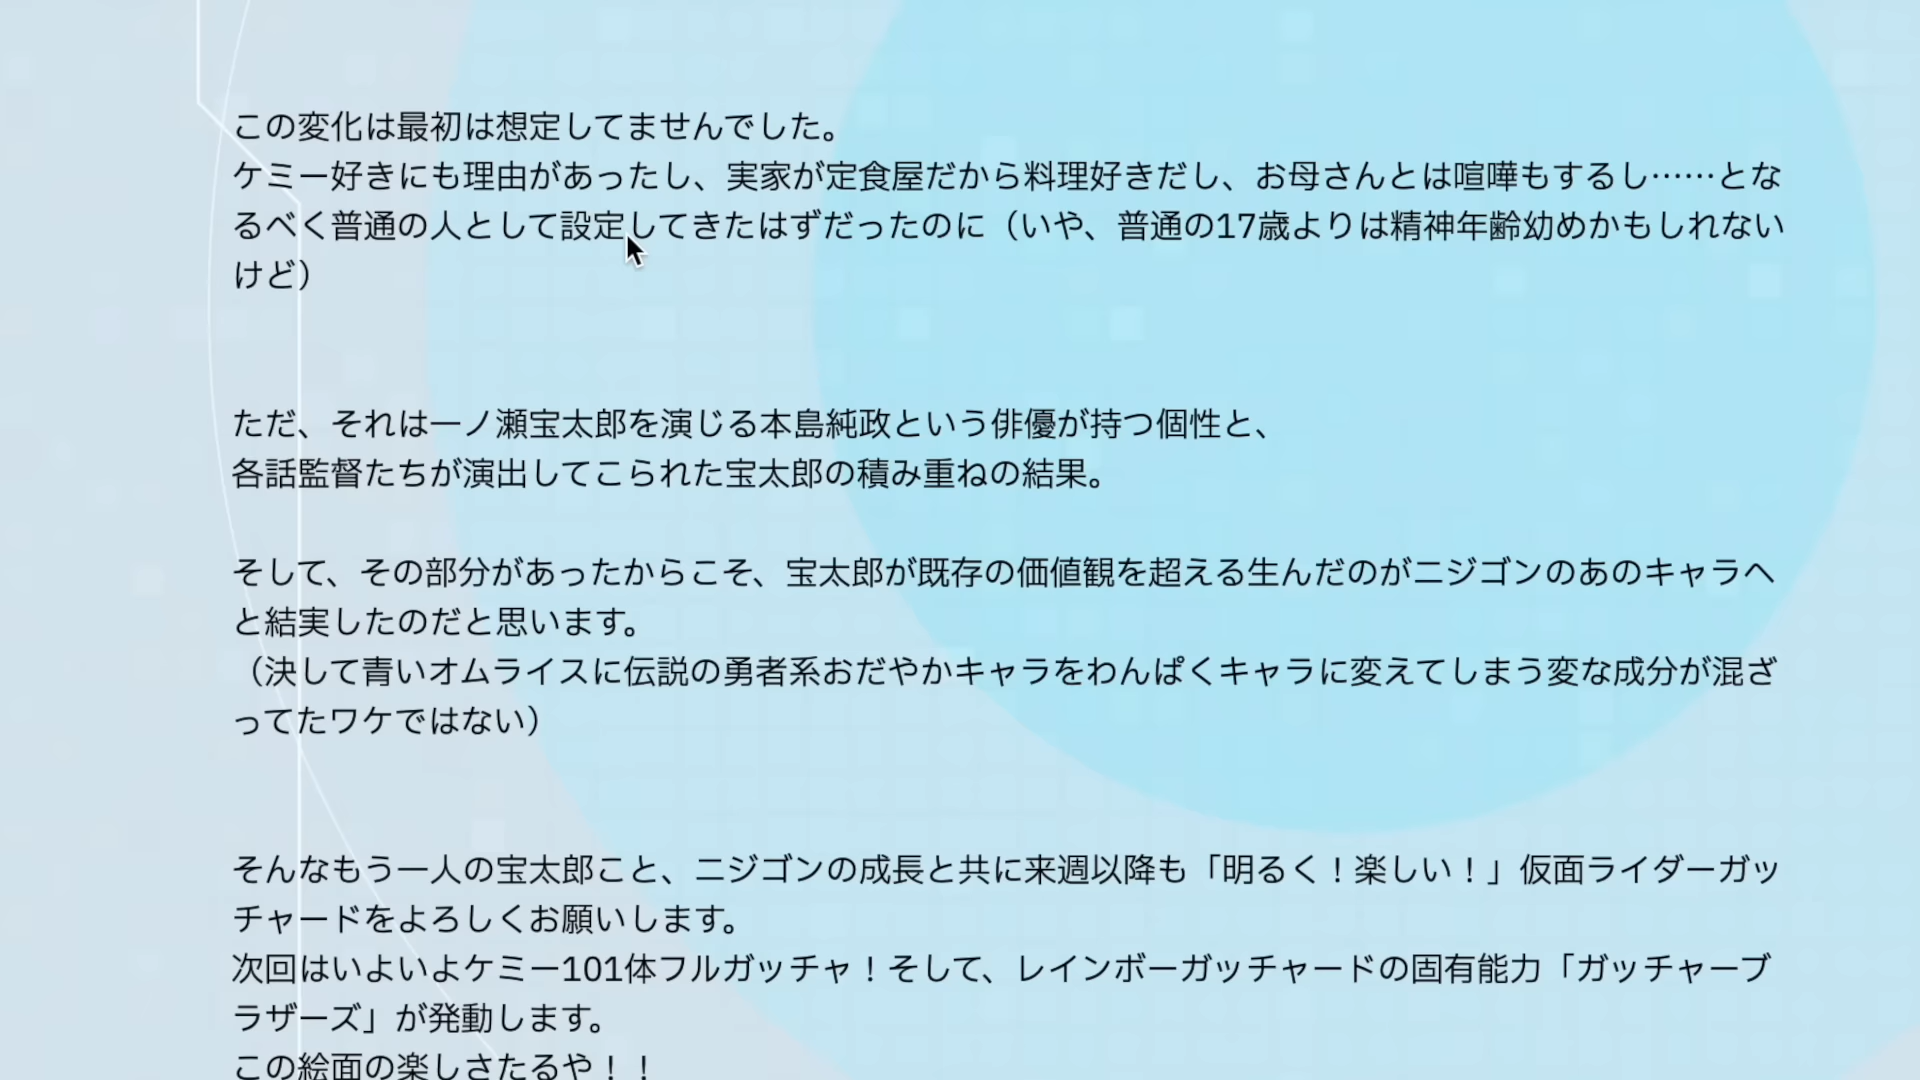 この変化は最初は想定してませんでした。
ケミー好きにも理由があったし、実家が定食屋だから料理好きだし、お母さんとは喧嘩もするし……とな
るべく普通の人として設定してきたはずだったのに（いや、普通の17歳よりは精神年齢幼めかもしれない
けど）
ただ、それは一ノ瀬宝太郎を演じる本島純政という俳優が持つ個性と、
各話監督たちが演出してこられた宝太郎の積み重ねの結果。
そして、その部分があったからこそ、宝太郎が既存の価値観を超える生んだのがニジゴンのあのキャラへ
と結実したのだと思います。
（決して青いオムライスに伝説の勇者系おだやかキャラをわんぱくキャラに変えてしまう変な成分が混ざ
ってたワケではない）
そんなもう一人の宝太郎こと、ニジゴンの成長と共に来週以降も「明るく！楽しい！」仮面ライダーガッ
チャードをよろしくお願いします。
次回はいよいよケミー101体フルガッチャ！そして、レインボーガッチャードの固有能力「ガッチャーブ
ラザーズ」が発動します。
この絵面の楽しさたるや！！